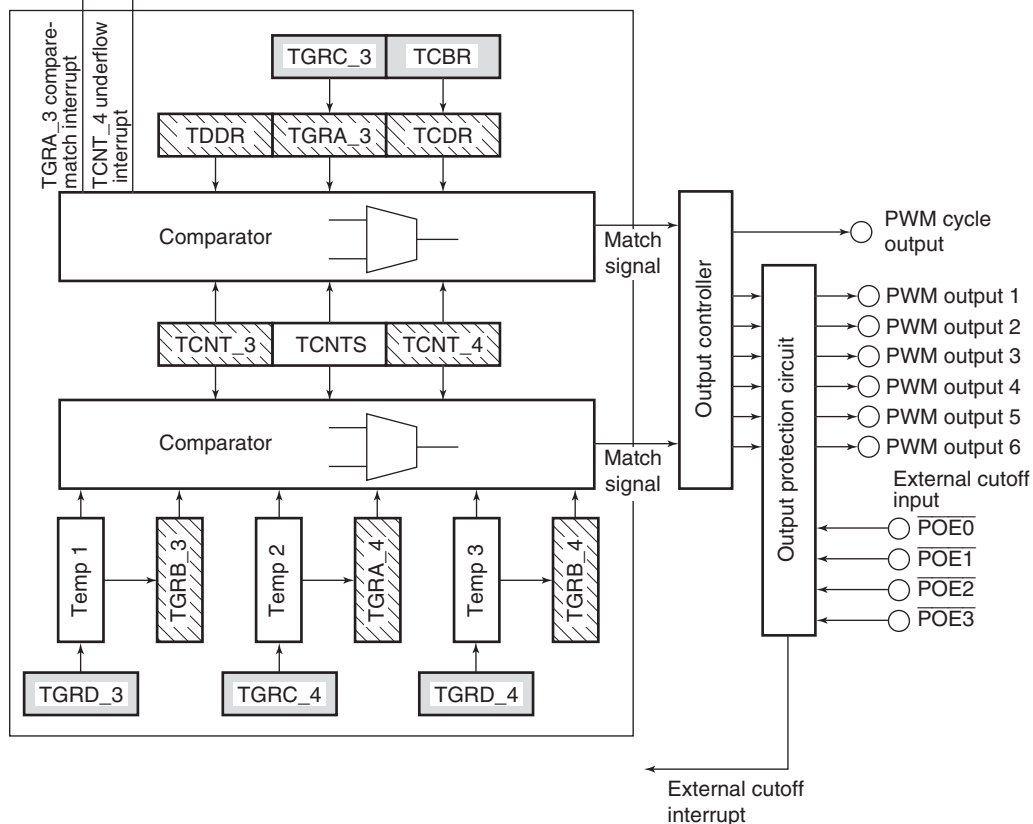 TGRA_3 compare-
match interrupt
TCNT_4 underflow
interrupt
TGRC_3
TCBR
TDDR
TGRA_3
TCDR
Comparator
Match
signal
TCNT_3
TCNTS
TCNT_4
Comparator
Match
signal
Temp 1
TGRB_3
Temp 2
TGRA_4
Temp 3
TGRB_4
TGRD_3
TGRC_4
TGRD_4
Output controller
Output protection circuit
PWM cycle
output
PWM output 1
PWM output 2
PWM output 3
PWM output 4
PWM output 5
PWM output 6
External cutoff
input
POE0
POE1
POE2
POE3
External cutoff
interrupt